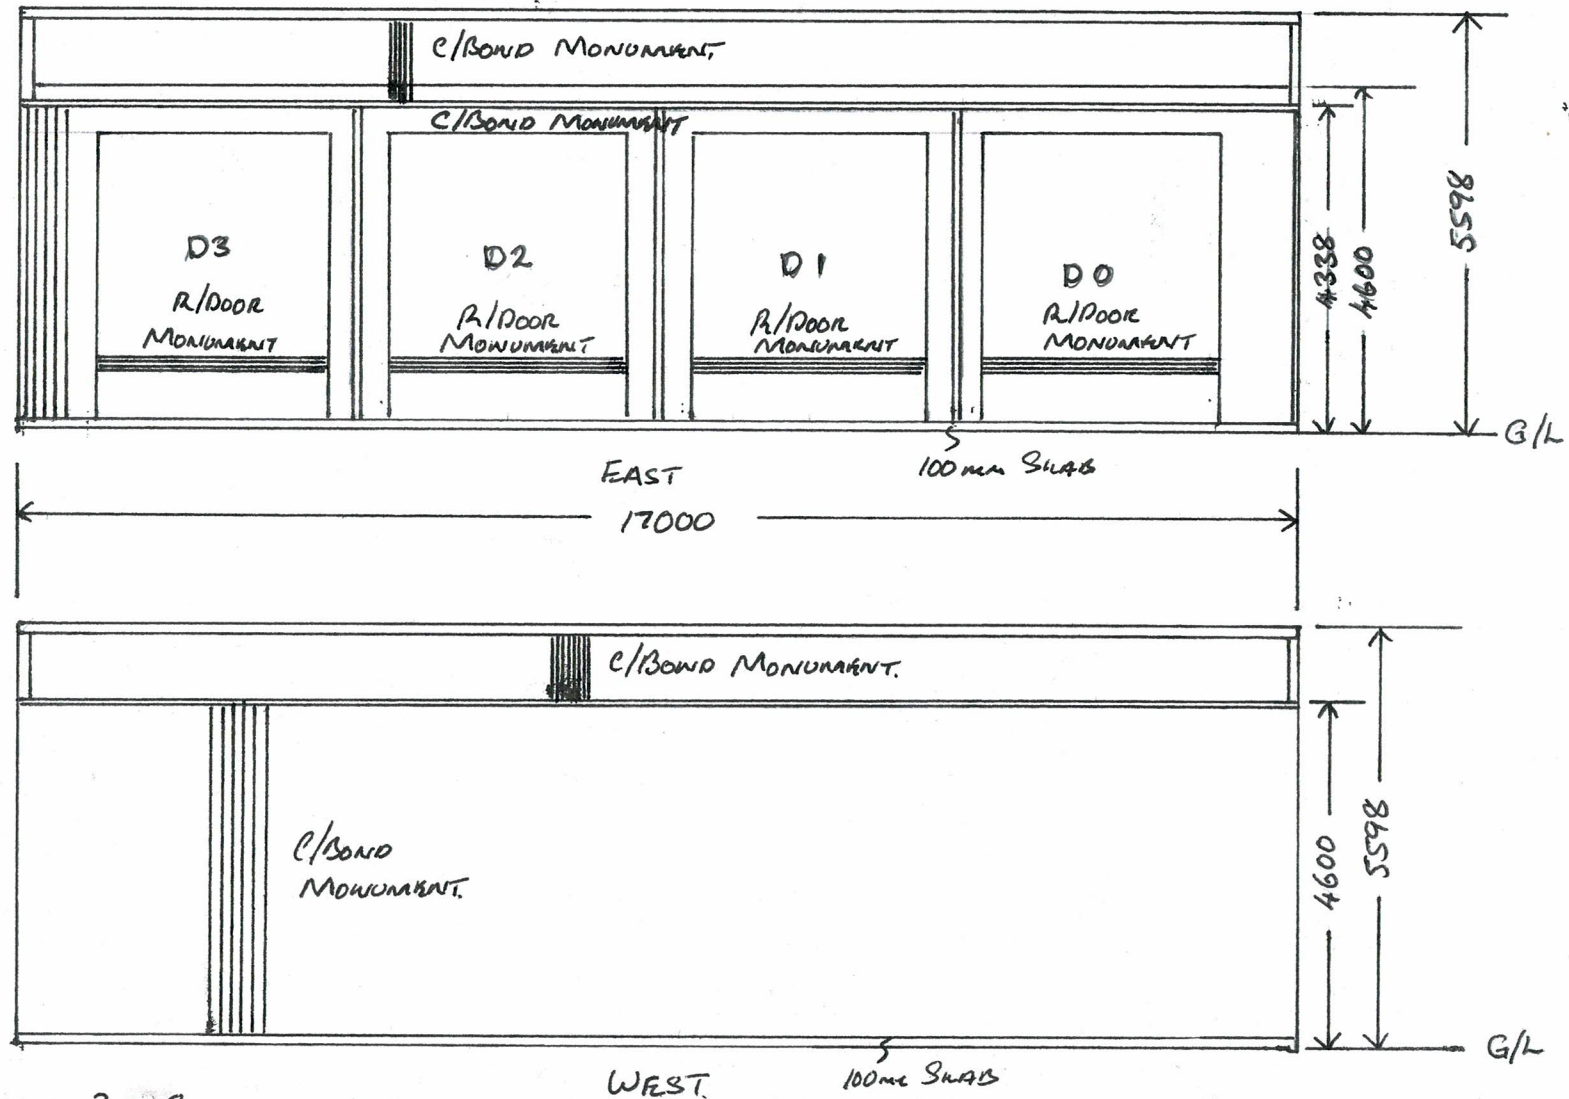 C/BOND MONUMENT.
C/BOND MONUMENT
D3
R/DOOR
MONUMENT
D2
R/DOOR
MONUMENT
D1
R/DOOR
MONUMENT
D0
R/DOOR
MONUMENT
4338
4600
5598
G/L
EAST
100mm SLAB
17000
C/BOND MONUMENT.
C/BOND
MONUMENT.
4600
5598
G/L
WEST.
100mm SLAB